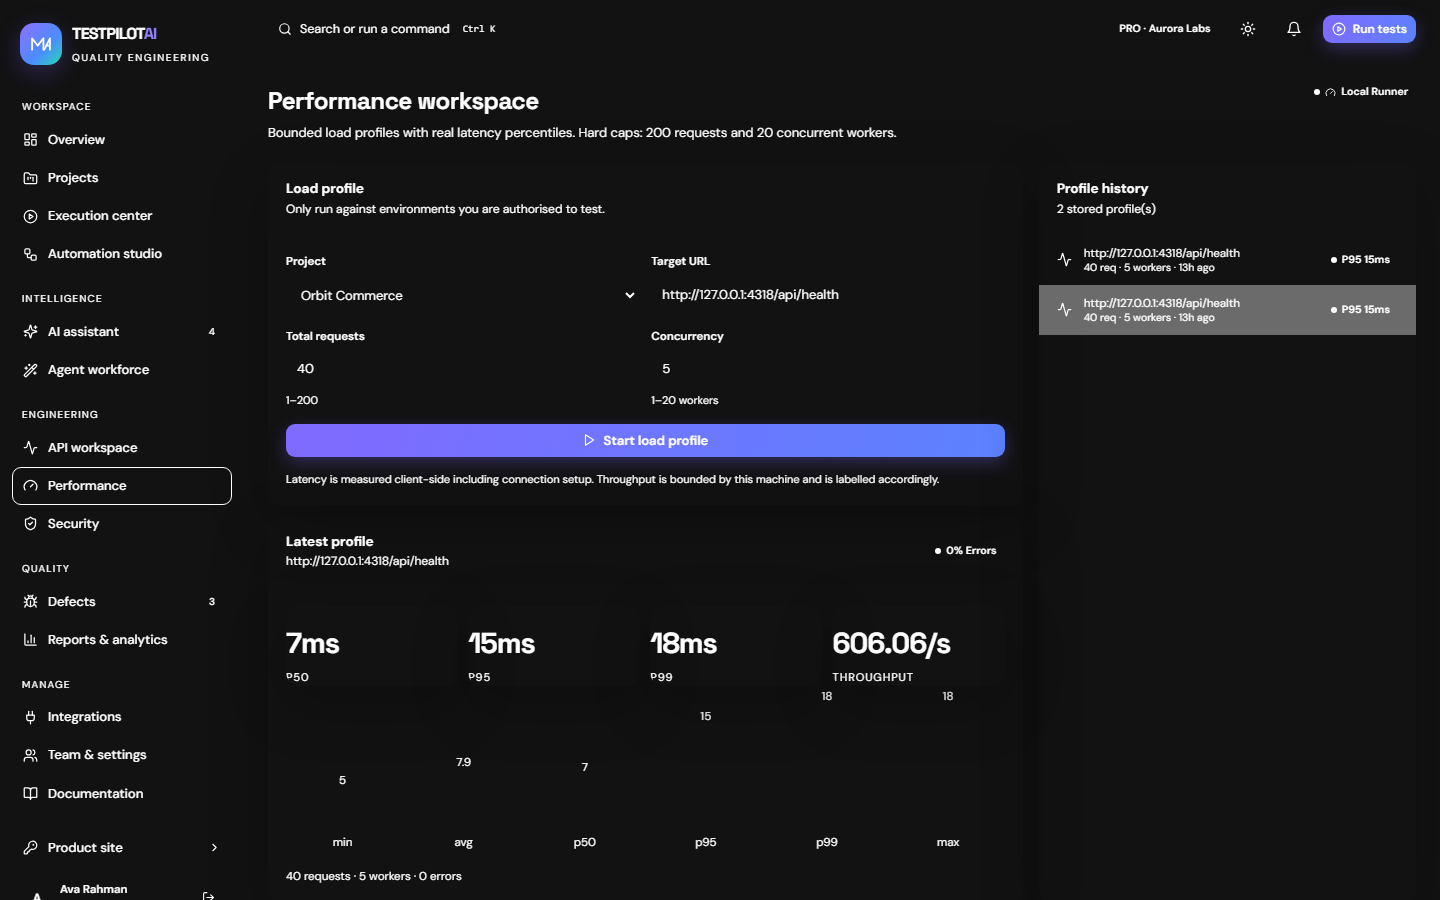 TESTPILOTAI
QUALITY ENGINEERING
WORKSPACE
Overview
Projects
Execution center
Automation studio
INTELLIGENCE
AI assistant 4
Agent workforce
ENGINEERING
API workspace
Performance
Security
QUALITY
Defects 3
Reports & analytics
MANAGE
Integrations
Team & settings
Documentation
Product site
Ava Rahman
Search or run a command Ctrl K
PRO · Aurora Labs
Run tests
Performance workspace
Bounded load profiles with real latency percentiles. Hard caps: 200 requests and 20 concurrent workers.
Local Runner
Load profile
Only run against environments you are authorised to test.
Project
Orbit Commerce
Target URL
http://127.0.0.1:4318/api/health
Total requests
40
1–200
Concurrency
5
1–20 workers
Start load profile
Latency is measured client-side including connection setup. Throughput is bounded by this machine and is labelled accordingly.
Latest profile
http://127.0.0.1:4318/api/health
0% Errors
7ms
P50
15ms
P95
18ms
P99
606.06/s
THROUGHPUT
5 7.9 7 15 18 18
min avg p50 p95 p99 max
40 requests · 5 workers · 0 errors
Profile history
2 stored profile(s)
http://127.0.0.1:4318/api/health
40 req · 5 workers · 13h ago
P95 15ms
http://127.0.0.1:4318/api/health
40 req · 5 workers · 13h ago
P95 15ms